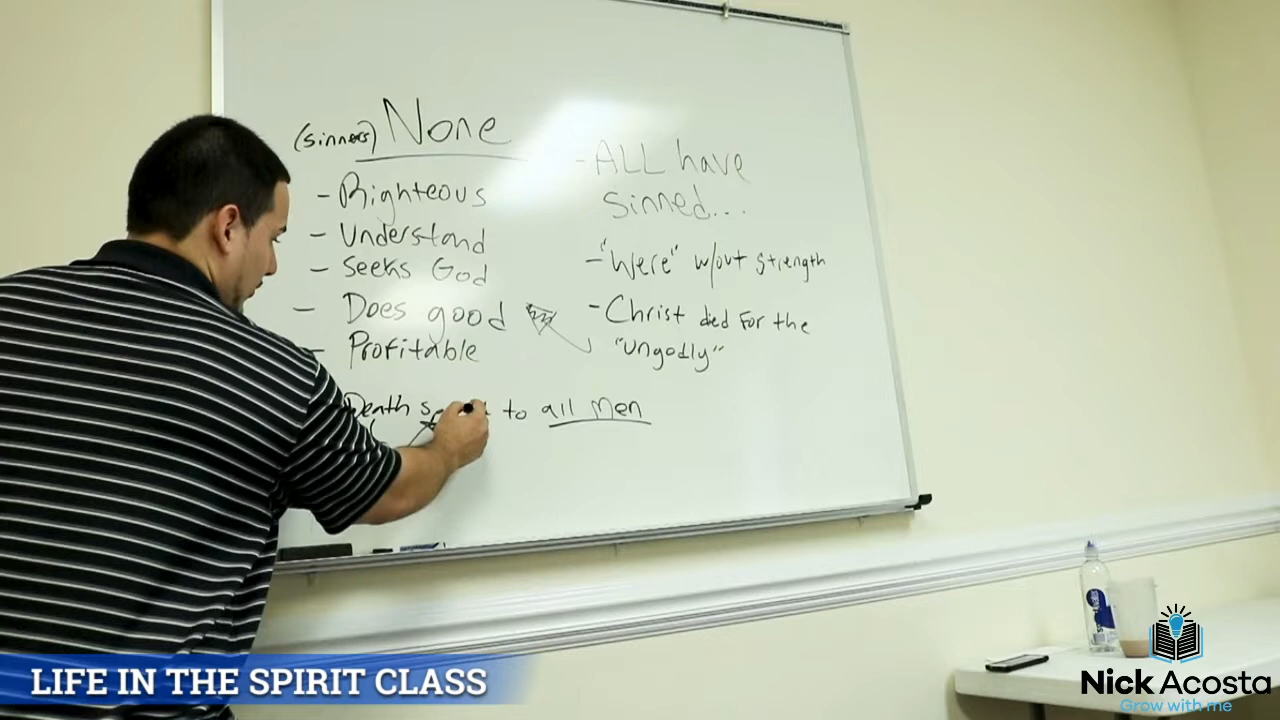 (sinners) None
- Righteous
- Understand
- Seeks God
- Does good
- Profitable
Death to all Men
- ALL have
sinned...
- "Were" w/out strength
- Christ died for the
"Ungodly"
LIFE IN THE SPIRIT CLASS
Nick Acosta
Grow with me